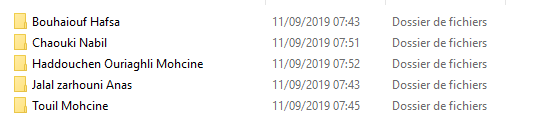 Bouhaiouf Hafsa 11/09/2019 07:43 Dossier de fichiers
Chaouki Nabil 11/09/2019 07:51 Dossier de fichiers
Haddouchen Ouriaghli Mohcine 11/09/2019 07:52 Dossier de fichiers
Jalal zarhouni Anas 11/09/2019 07:43 Dossier de fichiers
Touil Mohcine 11/09/2019 07:45 Dossier de fichiers